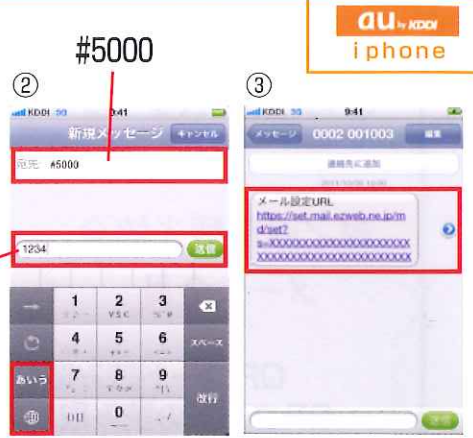 au by KDDI
iphone
#5000
②
KDDI 3G 9:41
新規メッセージ キャンセル
宛先: #5000
1234 送信
→ 1 2 3
4 5 6 スペース
あいう 7 8 9
改行
0
③
KDDI 3G 9:41
メッセージ 0002 001003 編集
連絡先に追加
メール設定URL
https://set.mail.ezweb.ne.jp/m
d/set?
s=XXXXXXXXXXXXXXXXXXXXX
XXXXXXXXXXXXXXXXXXXXXXX
送信